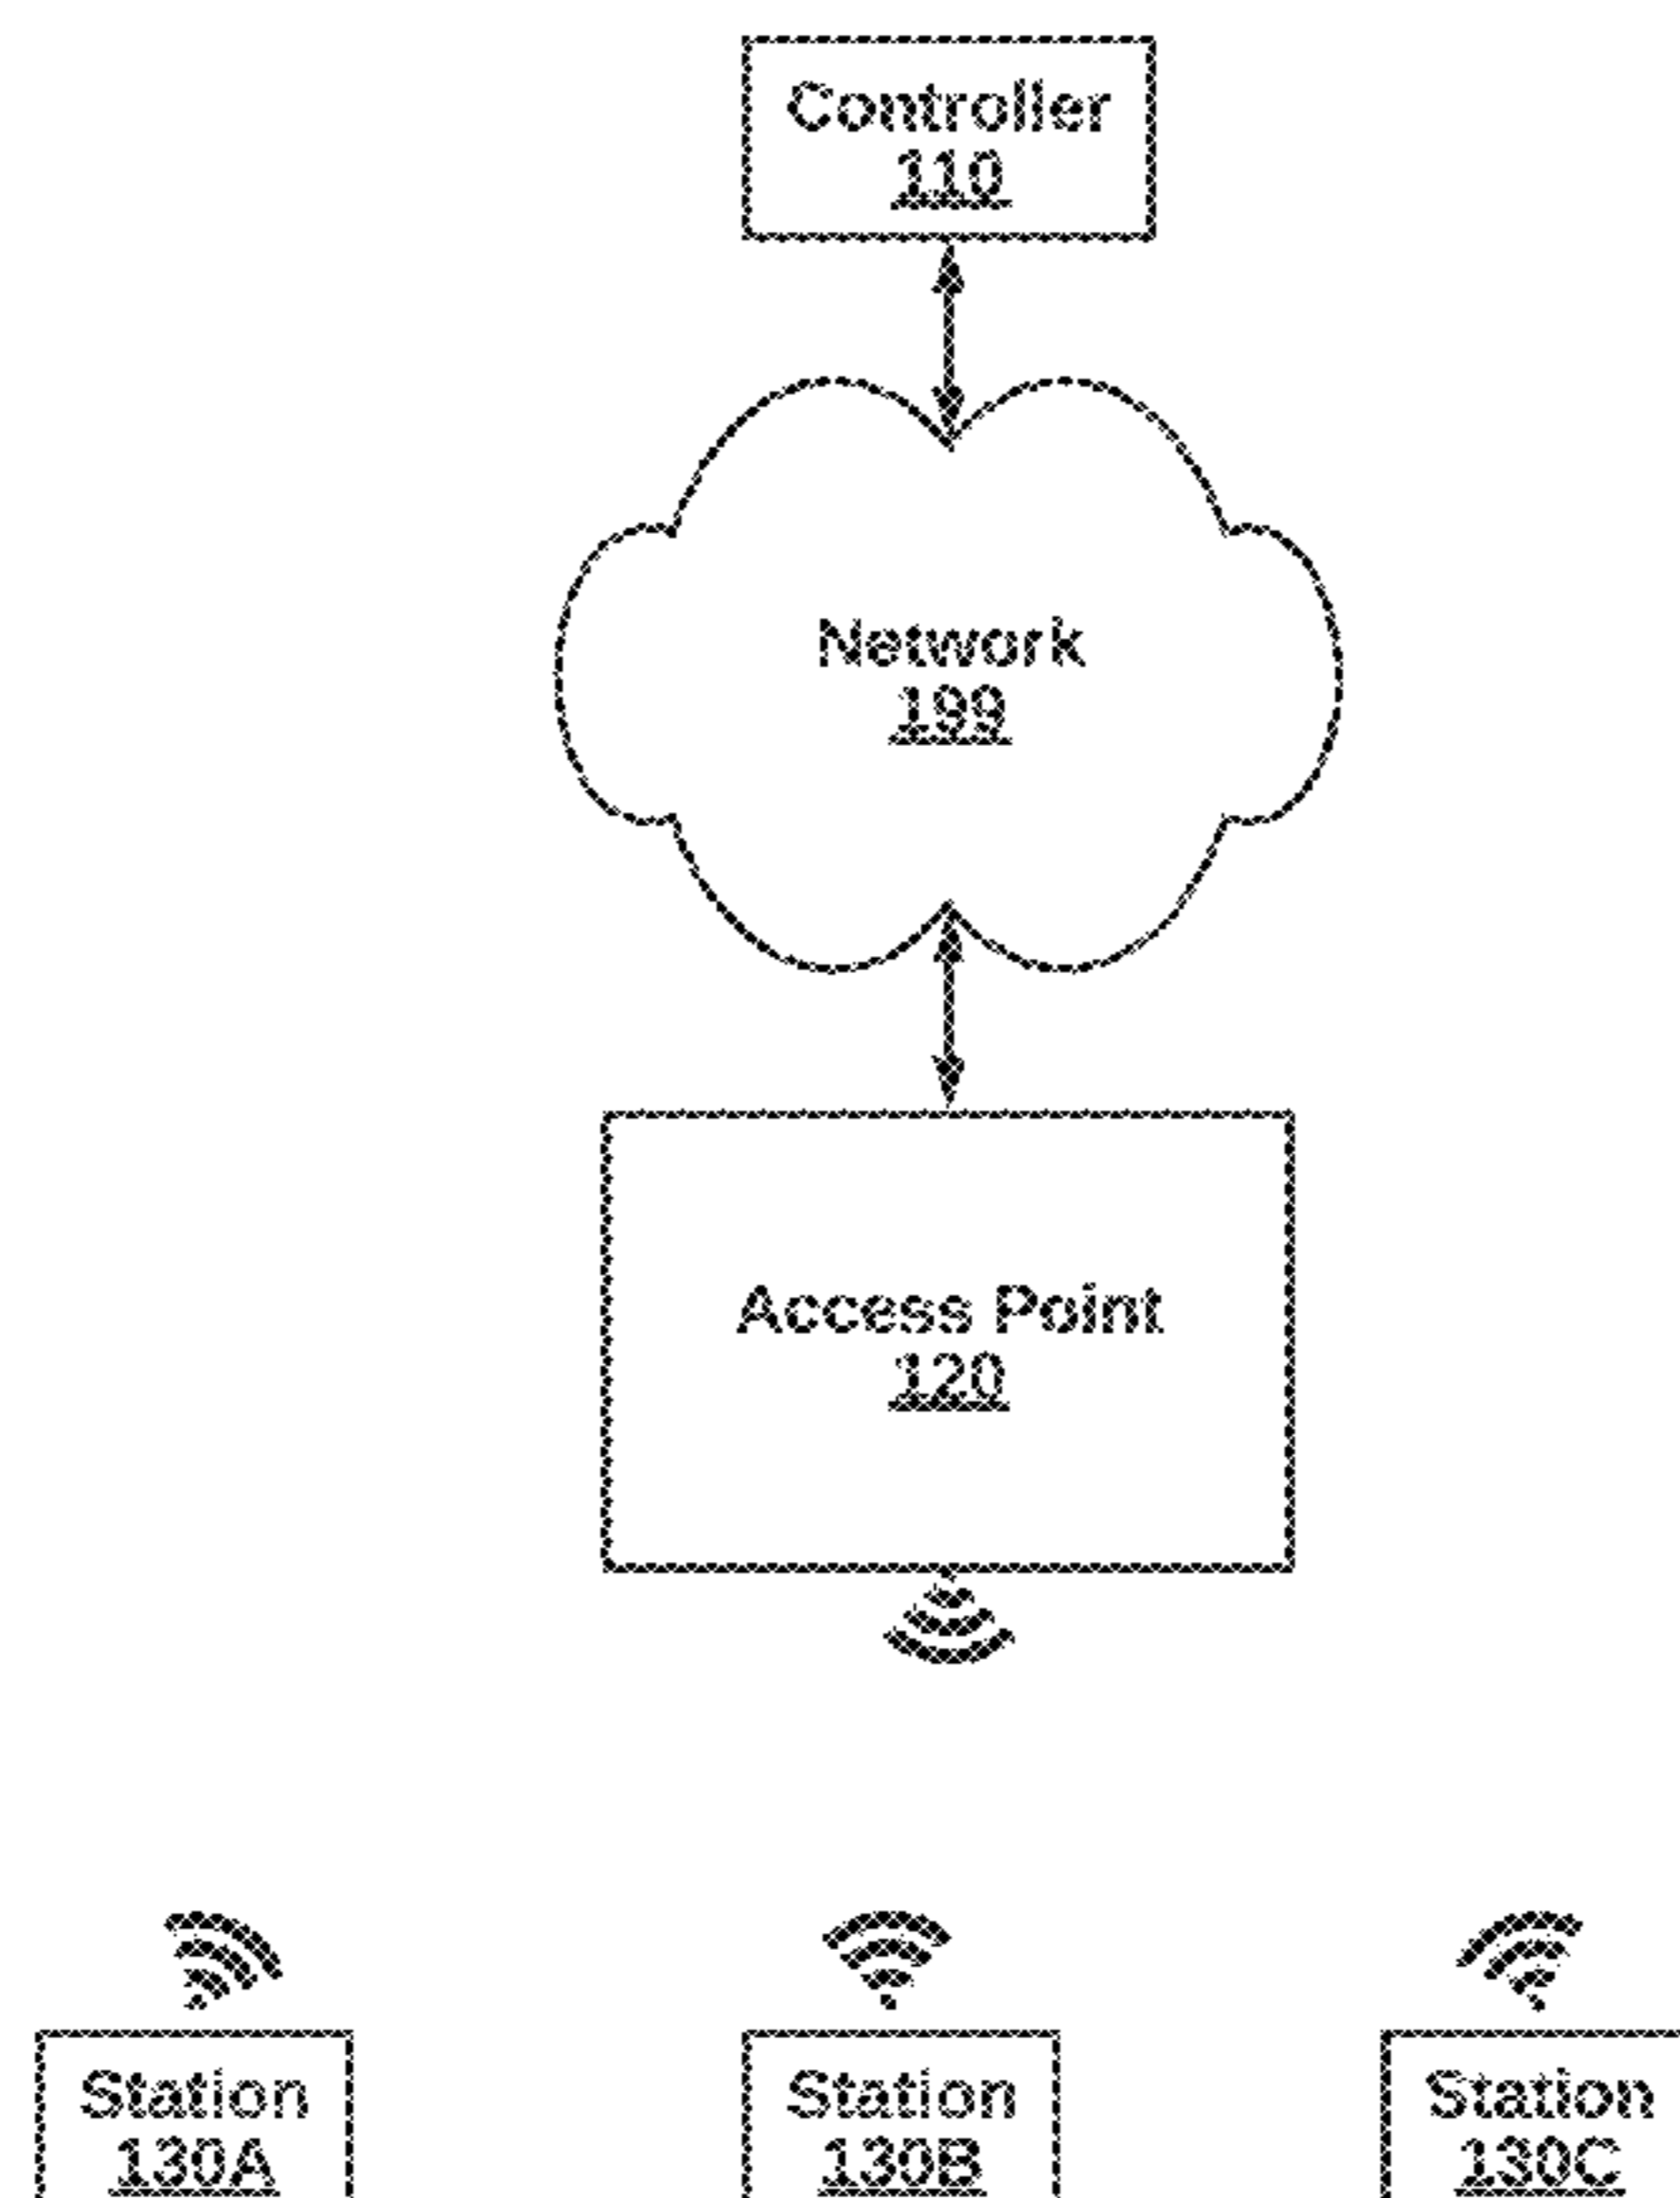 Controller
110
Network
199
Access Point
120
Station
130A
Station
130B
Station
130C